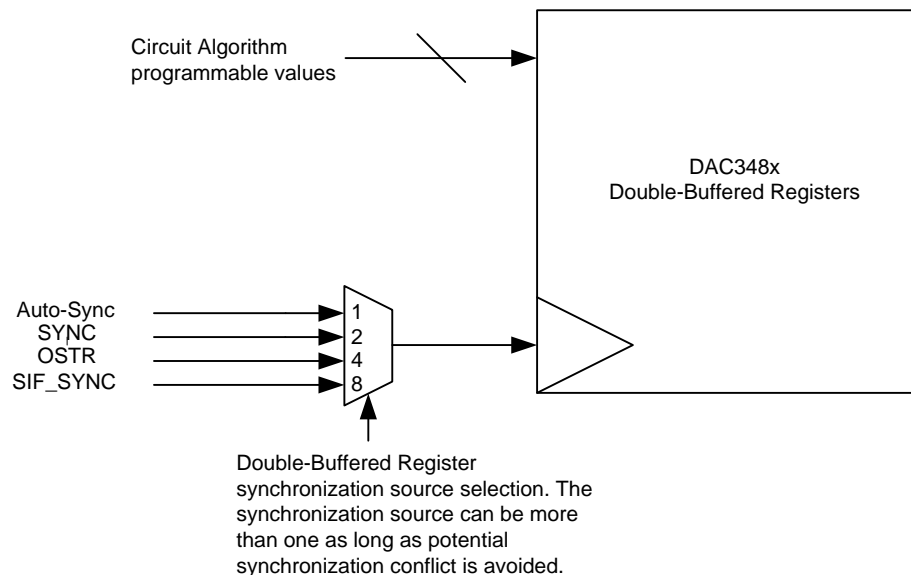 Circuit Algorithm
programmable values
DAC348x
Double-Buffered Registers
Auto-Sync
SYNC
OSTR
SIF_SYNC
1
2
4
8
Double-Buffered Register
synchronization source selection. The
synchronization source can be more
than one as long as potential
synchronization conflict is avoided.